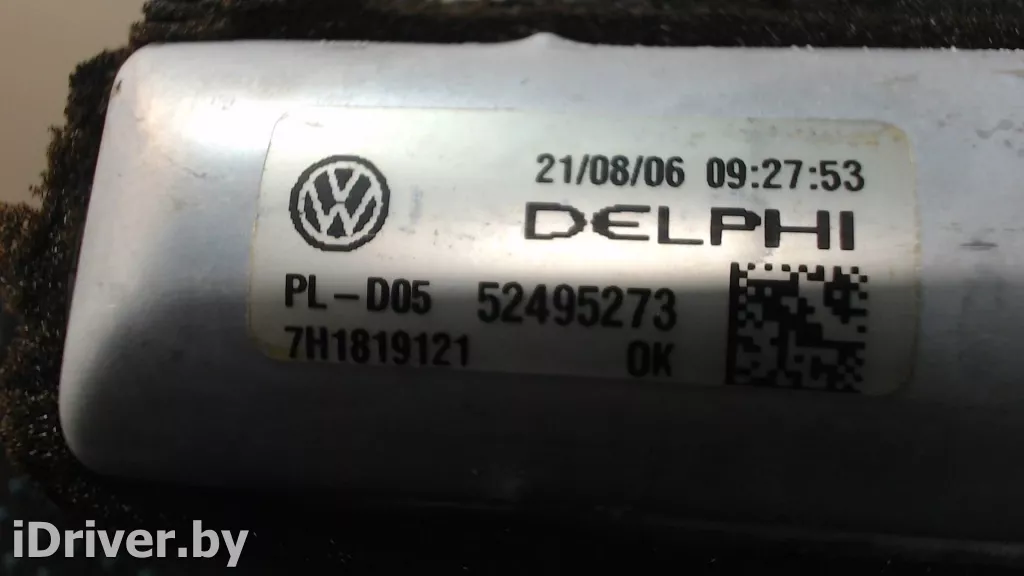 21/08/06 09:27:53
DELPHI
PL-D05 52495273
7H1819121 OK
iDriver.by